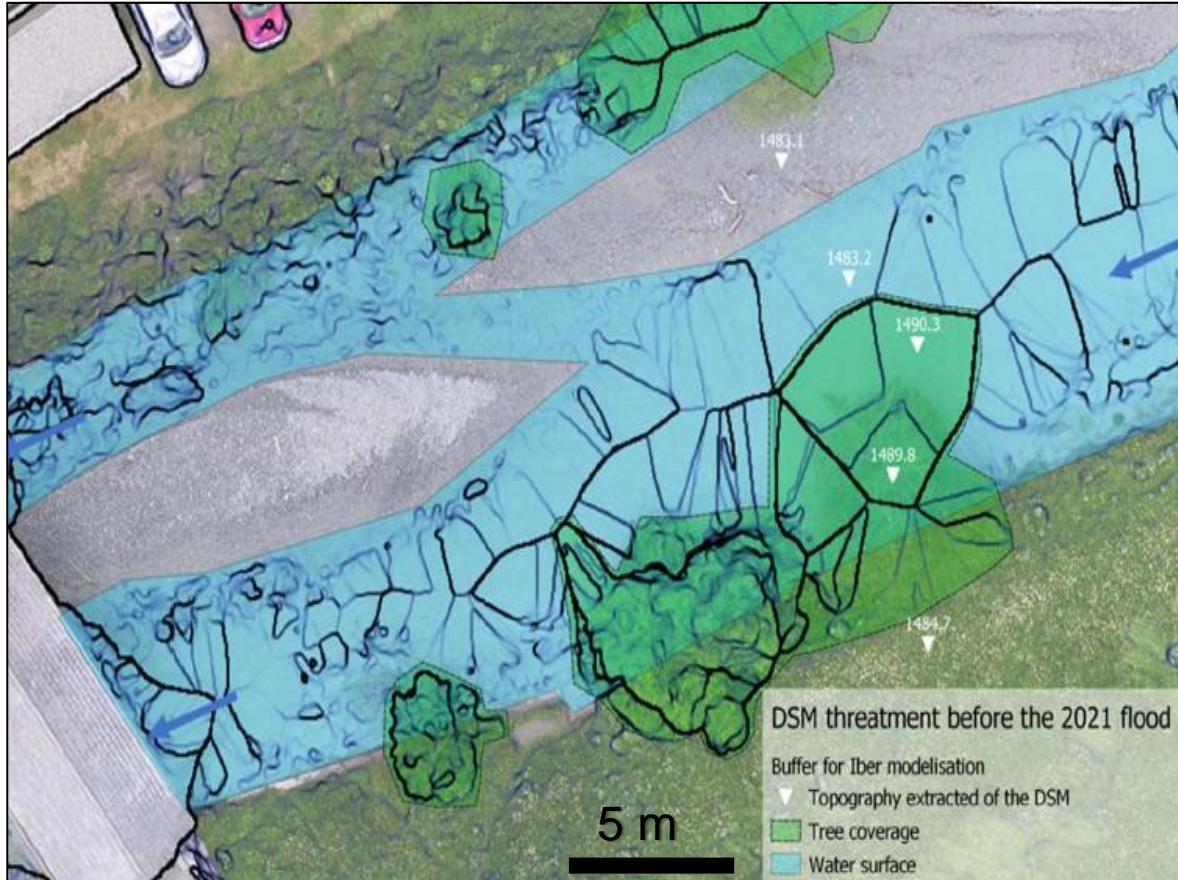 1483.1
1483.2
1490.3
1489.8
1484.7
DSM threatment before the 2021 flood
Buffer for Iber modelisation
Topography extracted of the DSM
Tree coverage
Water surface
5 m